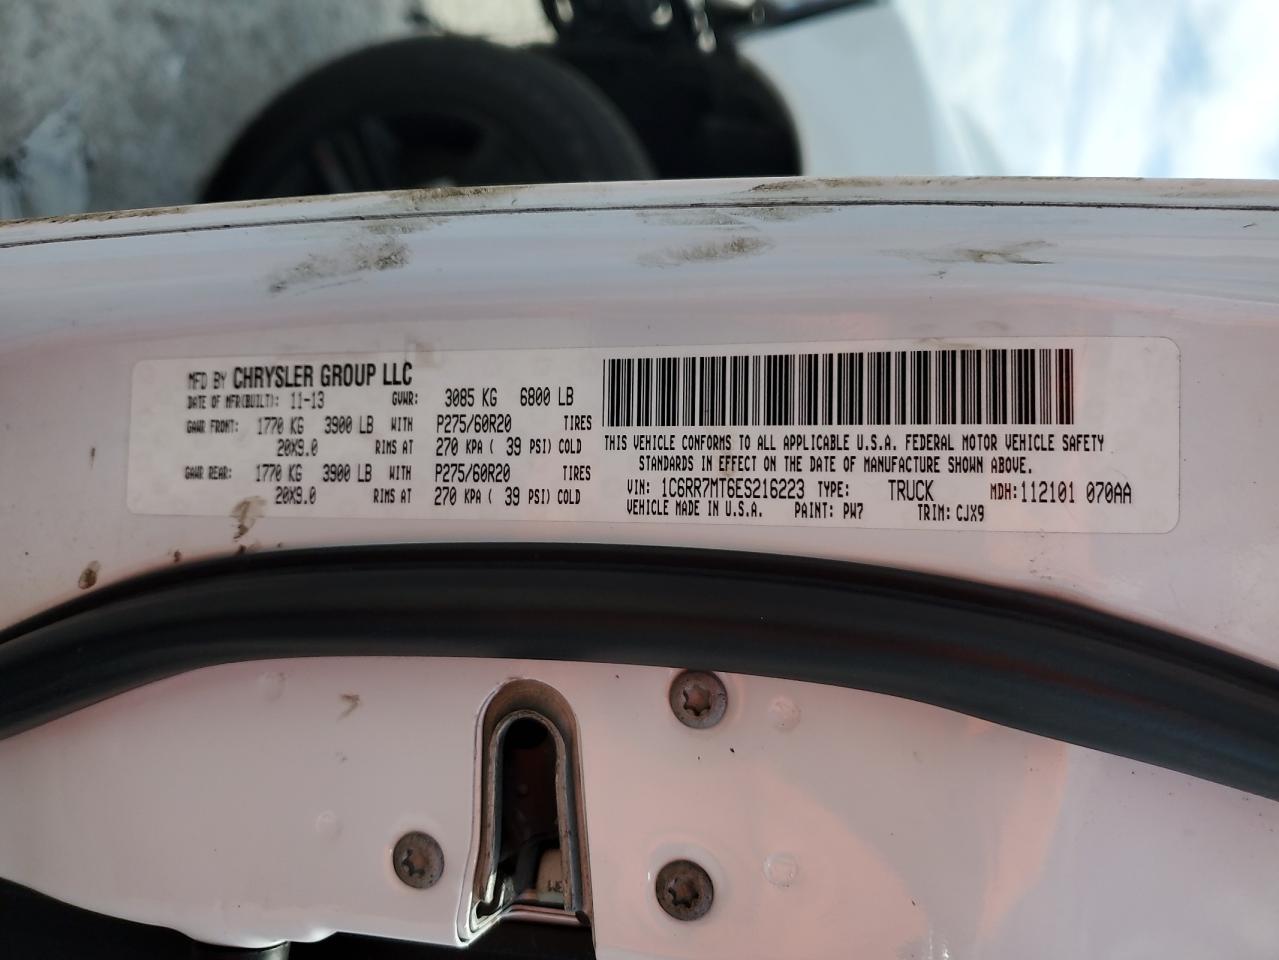 MFD BY CHRYSLER GROUP LLC
DATE OF MFR(BUILT): 11-13 GVWR: 3085 KG 6800 LB
GAWR FRONT: 1770 KG 3900 LB WITH P275/60R20 TIRES
20X9.0 RIMS AT 270 KPA ( 39 PSI) COLD
GAWR REAR: 1770 KG 3900 LB WITH P275/60R20 TIRES
20X9.0 RIMS AT 270 KPA ( 39 PSI) COLD
THIS VEHICLE CONFORMS TO ALL APPLICABLE U.S.A. FEDERAL MOTOR VEHICLE SAFETY
STANDARDS IN EFFECT ON THE DATE OF MANUFACTURE SHOWN ABOVE.
VIN: 1C6RR7MT6ES216223 TYPE: TRUCK MDH:112101 070AA
VEHICLE MADE IN U.S.A. PAINT: PW7 TRIM: CJX9